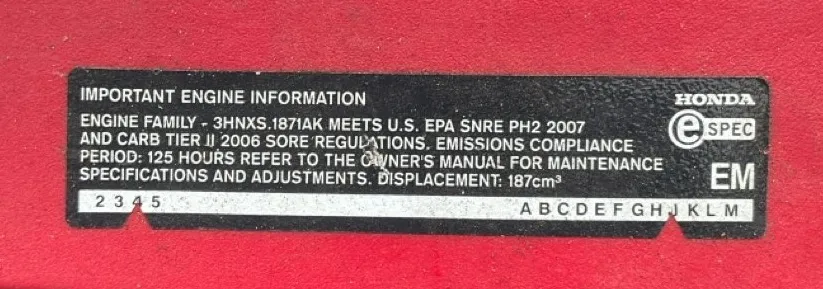 IMPORTANT ENGINE INFORMATION
ENGINE FAMILY - 3HNXS.1871AK MEETS U.S. EPA SNRE PH2 2007
AND CARB TIER II 2006 SORE REGULATIONS. EMISSIONS COMPLIANCE
PERIOD: 125 HOURS REFER TO THE OWNER'S MANUAL FOR MAINTENANCE
SPECIFICATIONS AND ADJUSTMENTS. DISPLACEMENT: 187cm³
HONDA
e SPEC
EM
2 3 4 5 A B C D E F G H J K L M